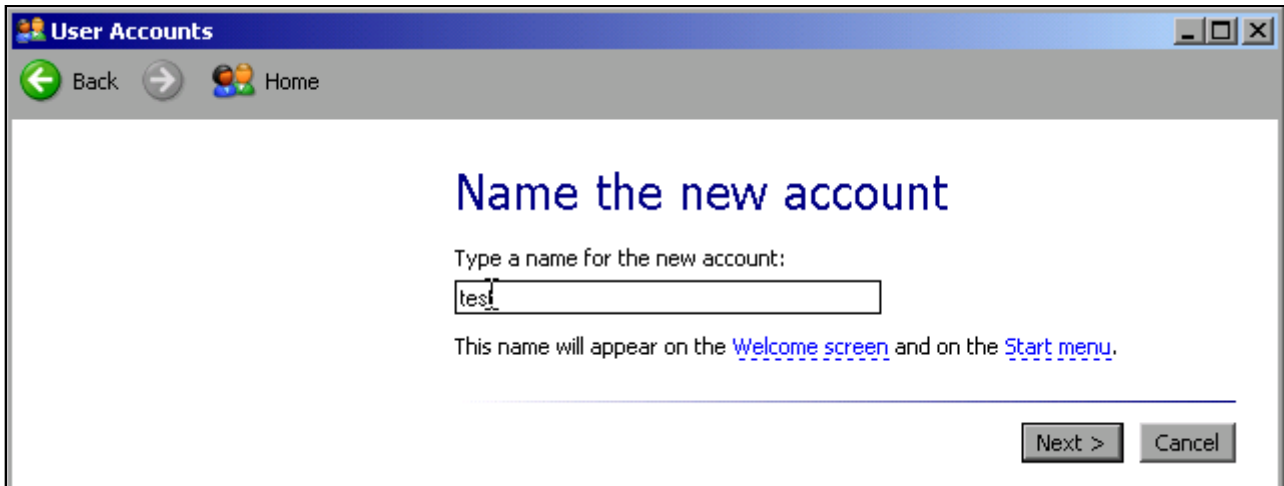 User Accounts
Back Home
Name the new account
Type a name for the new account:
test
This name will appear on the Welcome screen and on the Start menu.
Next > Cancel